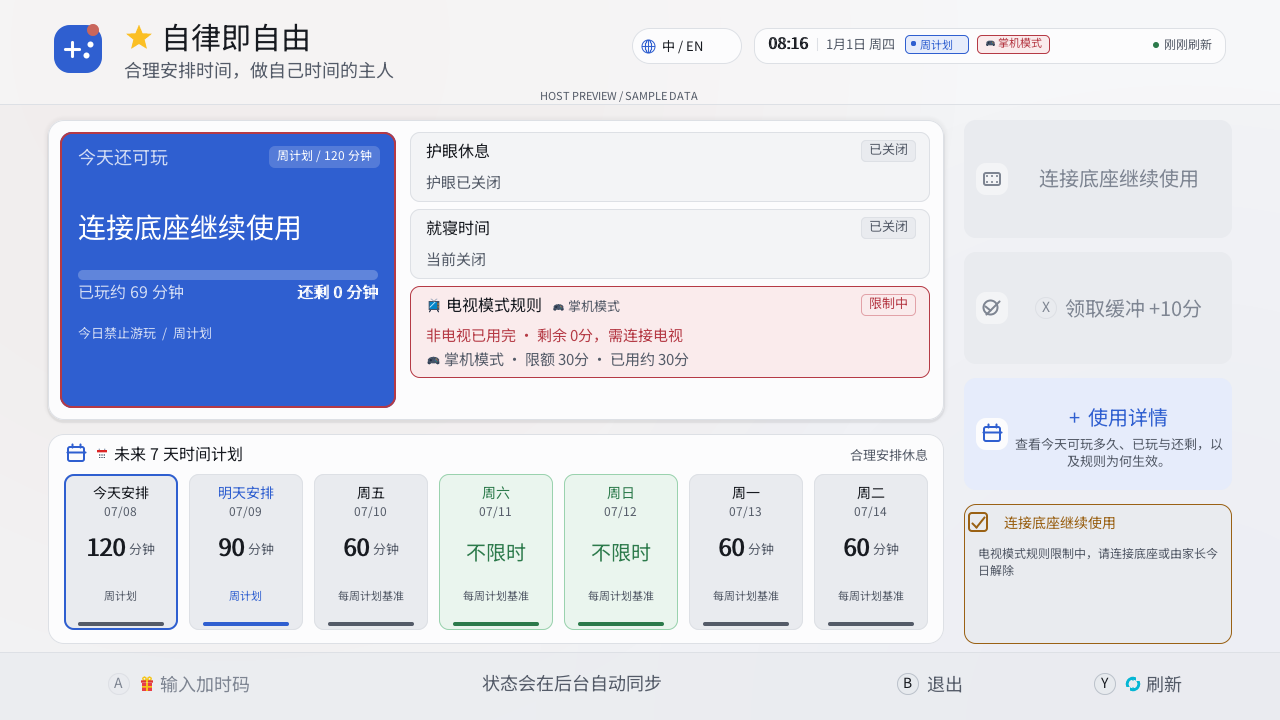 自律即自由
合理安排时间，做自己时间的主人
中 / EN
08:16 1月1日 周四 周计划 掌机模式 刚刚刷新
HOST PREVIEW / SAMPLE DATA
今天还可玩
周计划 / 120 分钟
连接底座继续使用
已玩约 69 分钟
还剩 0 分钟
今日禁止游玩 / 周计划
护眼休息
已关闭
护眼已关闭
就寝时间
已关闭
当前关闭
电视模式规则 掌机模式
限制中
非电视已用完 · 剩余 0分，需连接电视
掌机模式 · 限额 30分 · 已用约 30分
连接底座继续使用
X 领取缓冲 +10分
+ 使用详情
查看今天可玩多久、已玩与还剩，以
及规则为何生效。
连接底座继续使用
电视模式规则限制中，请连接底座或由家长今
日解除
未来 7 天时间计划
合理安排休息
今天安排
07/08
120 分钟
周计划
明天安排
07/09
90 分钟
周计划
周五
07/10
60 分钟
每周计划基准
周六
07/11
不限时
每周计划基准
周日
07/12
不限时
每周计划基准
周一
07/13
60 分钟
每周计划基准
周二
07/14
60 分钟
每周计划基准
A 输入加时码
状态会在后台自动同步
B 退出
Y 刷新